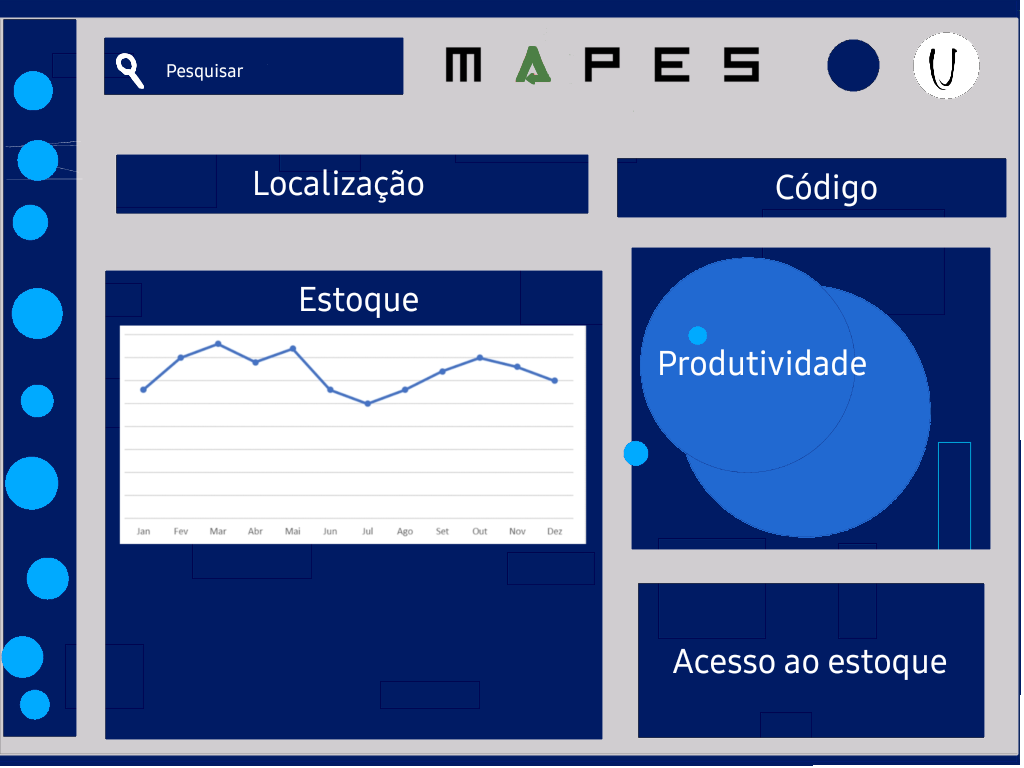 Pesquisar
MAPES
U
Localização
Código
Estoque
Produtividade
Jan Fev Mar Abr Mai Jun Jul Ago Set Out Nov Dez
Acesso ao estoque